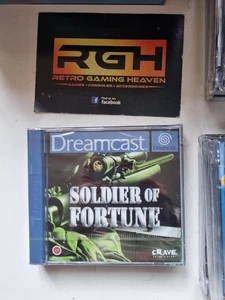 RGH
RETRO GAMING HEAVEN
GAMES • CONSOLES • ACCESSORIES
Find us on
facebook
Dreamcast
SOLDIER OF
FORTUNE
CRAVE